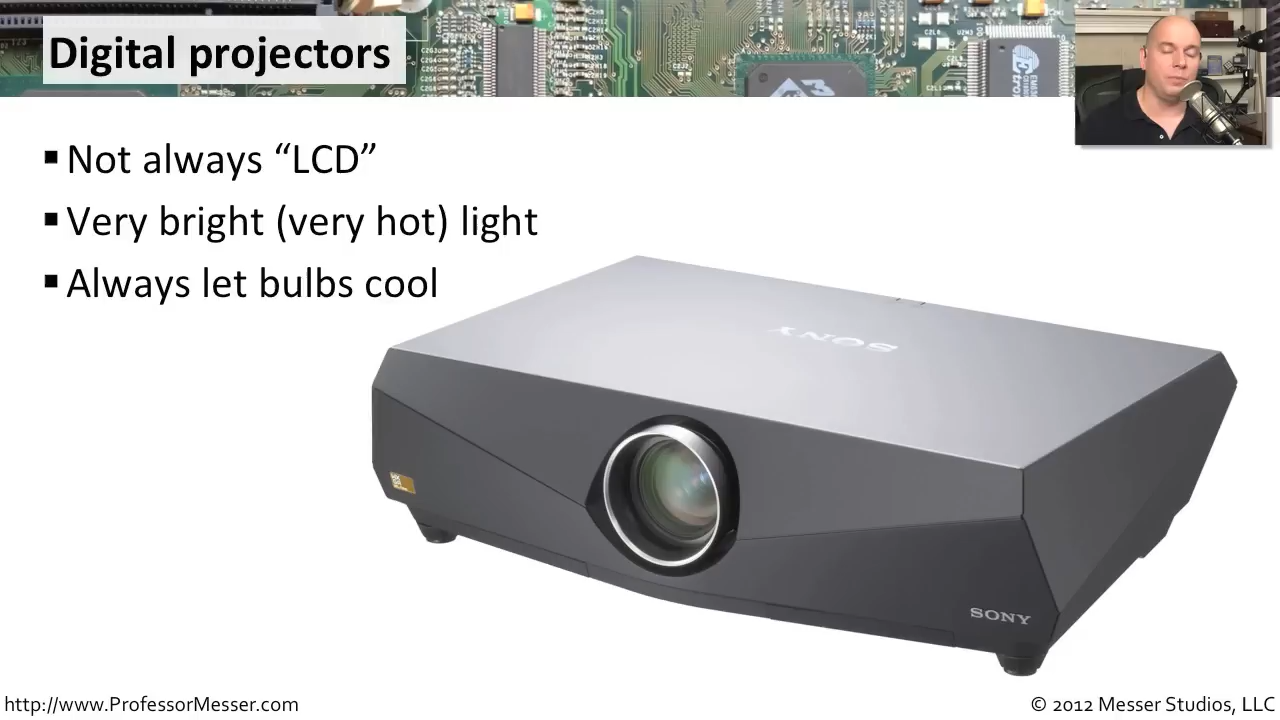 Digital projectors
▪ Not always “LCD”
▪ Very bright (very hot) light
▪ Always let bulbs cool
SONY
SONY
http://www.ProfessorMesser.com
© 2012 Messer Studios, LLC